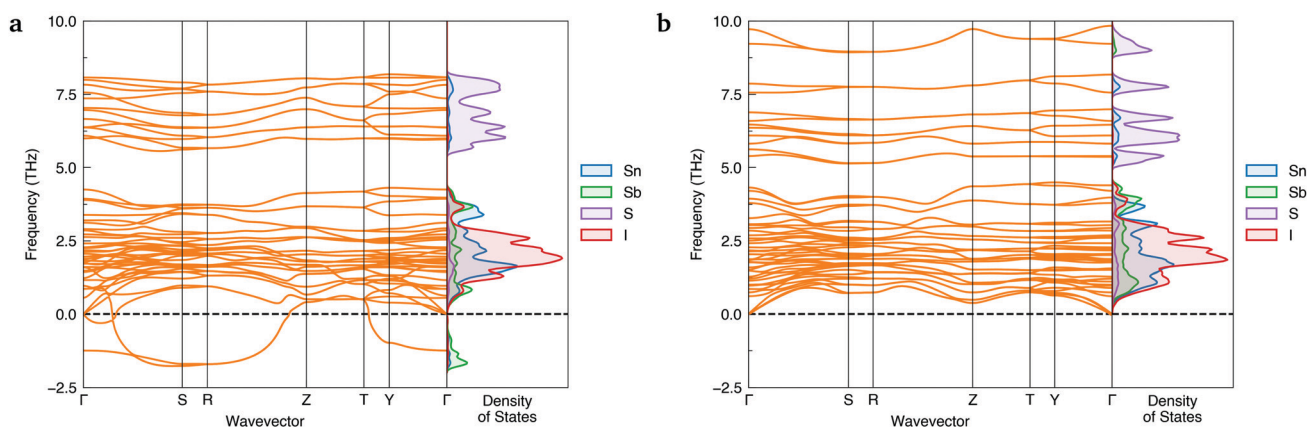 a
10.0
7.5
5.0
2.5
0.0
−2.5
Frequency (THz)
Γ S R Z T Y Γ
Wavevector
Density
of States
Sn
Sb
S
I
b
10.0
7.5
5.0
2.5
0.0
−2.5
Frequency (THz)
Γ S R Z T Y Γ
Wavevector
Density
of States
Sn
Sb
S
I